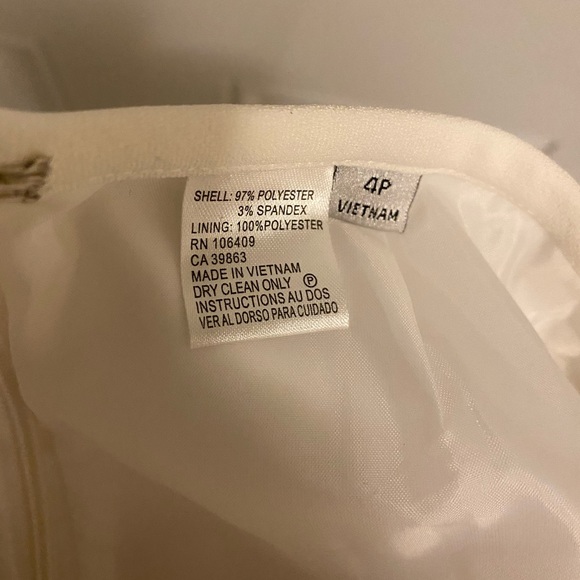 SHELL: 97% POLYESTER
3% SPANDEX
LINING: 100%POLYESTER
RN 106409
CA 39863
MADE IN VIETNAM
DRY CLEAN ONLY Ⓟ
INSTRUCTIONS AU DOS
VER AL DORSO PARA CUIDADO
4P
VIETNAM